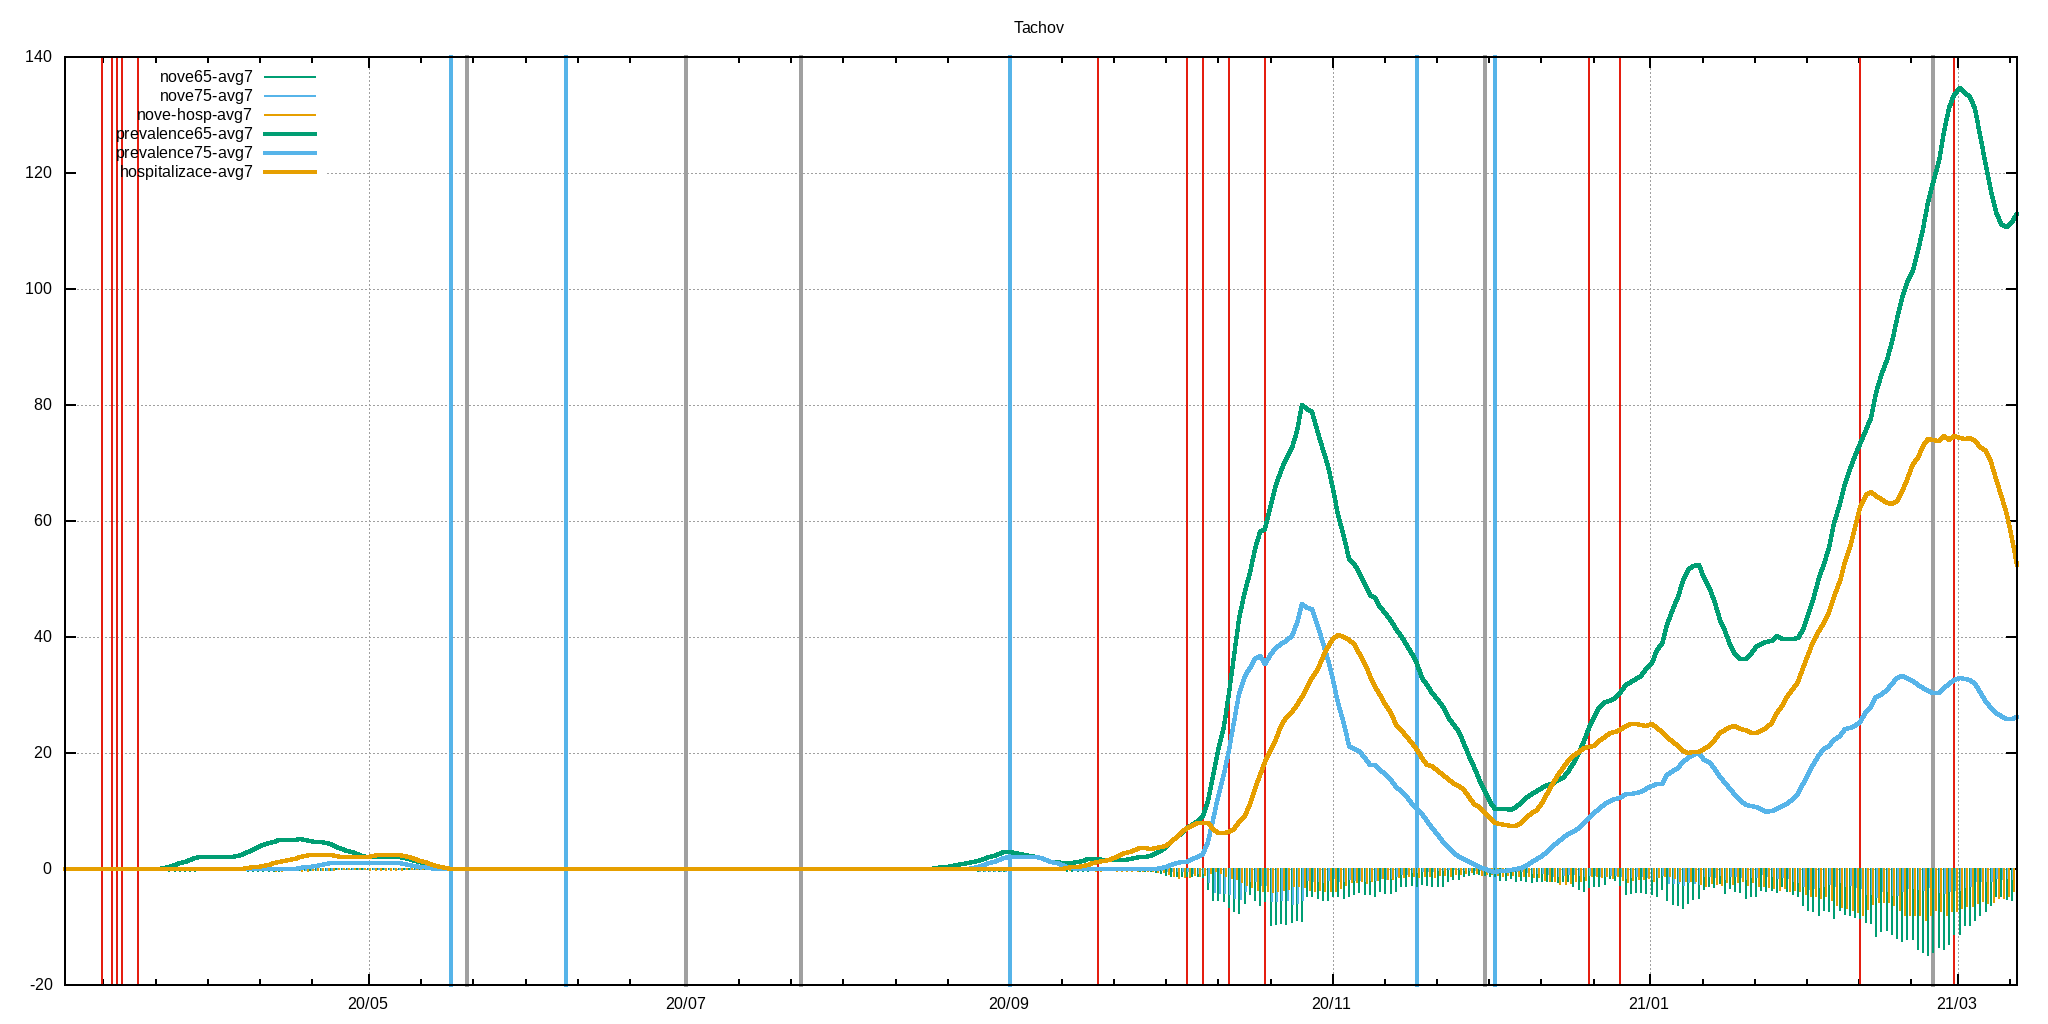 Tachov
140
120
100
80
60
40
20
0
-20
nove65-avg7
nove75-avg7
nove-hosp-avg7
prevalence65-avg7
prevalence75-avg7
hospitalizace-avg7
20/05
20/07
20/09
20/11
21/01
21/03